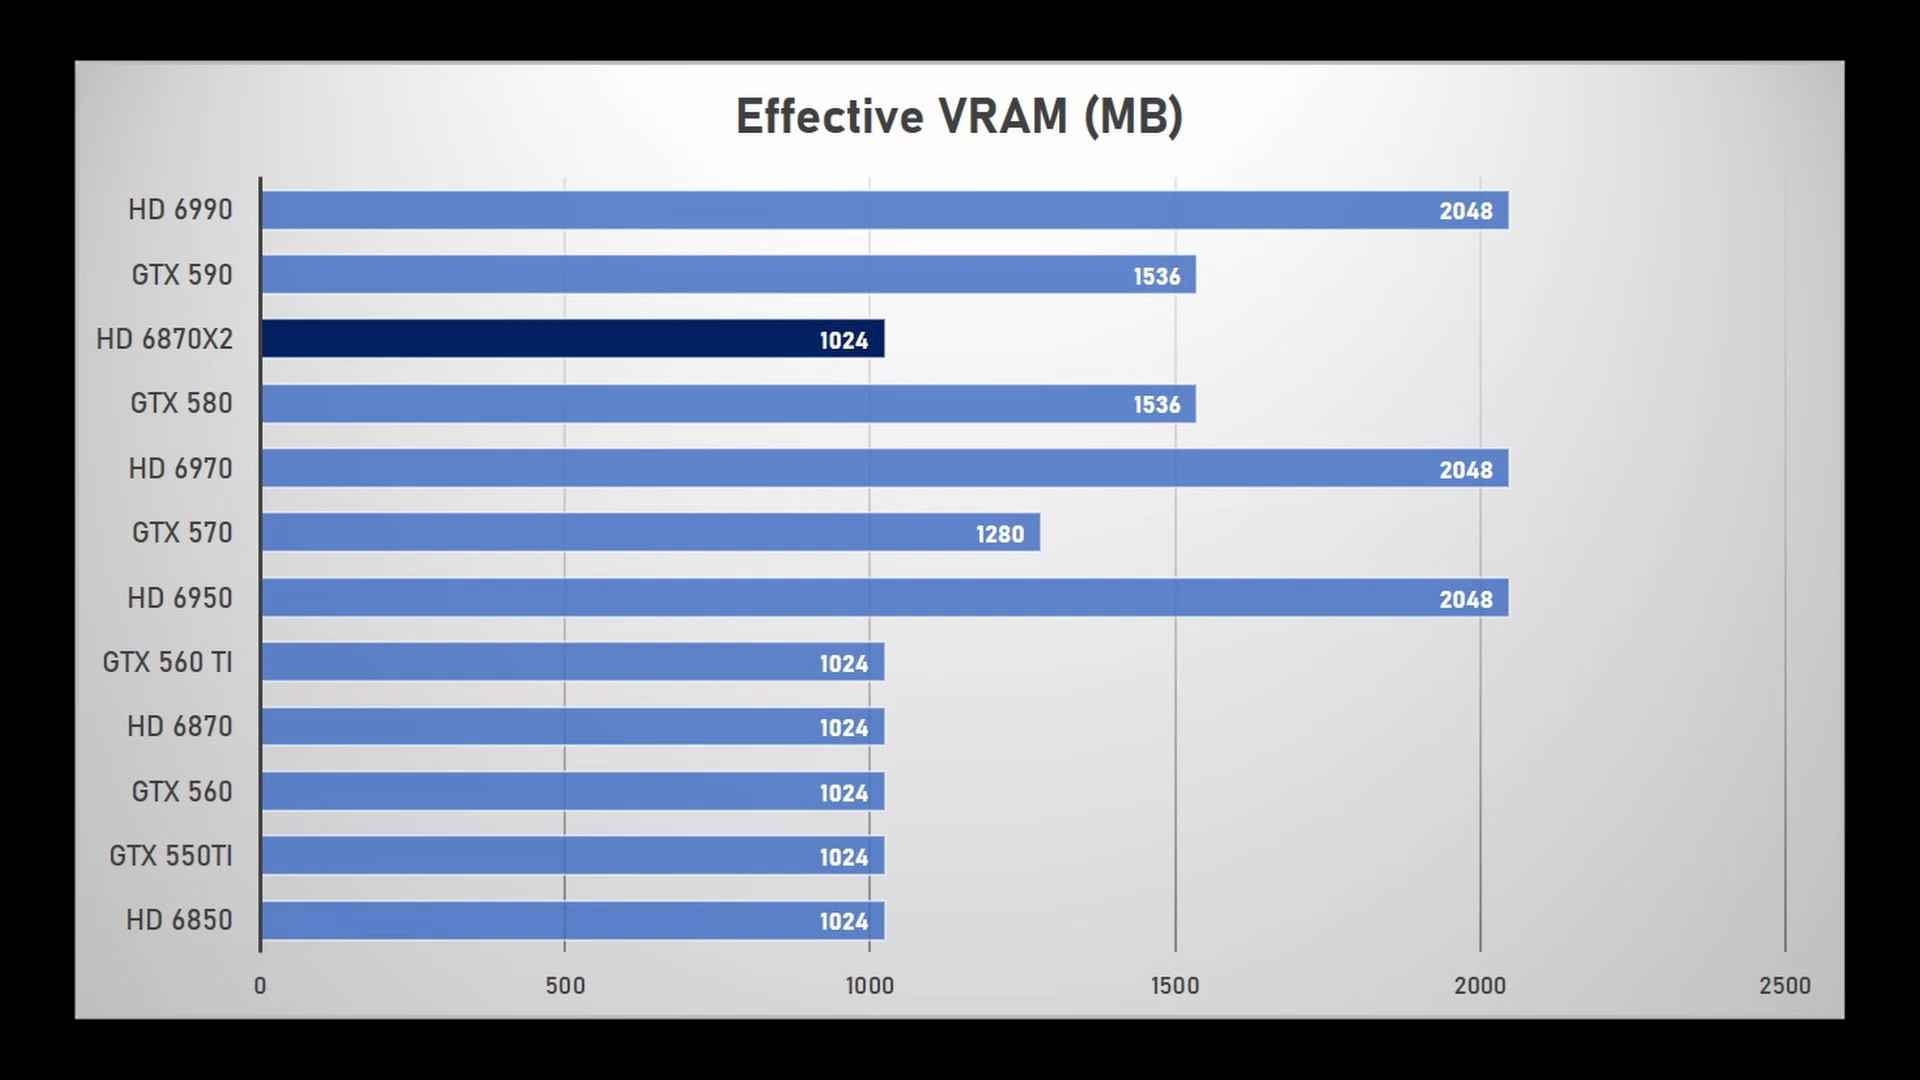 Effective VRAM (MB)
HD 6990 2048
GTX 590 1536
HD 6870X2 1024
GTX 580 1536
HD 6970 2048
GTX 570 1280
HD 6950 2048
GTX 560 TI 1024
HD 6870 1024
GTX 560 1024
GTX 550TI 1024
HD 6850 1024
0 500 1000 1500 2000 2500